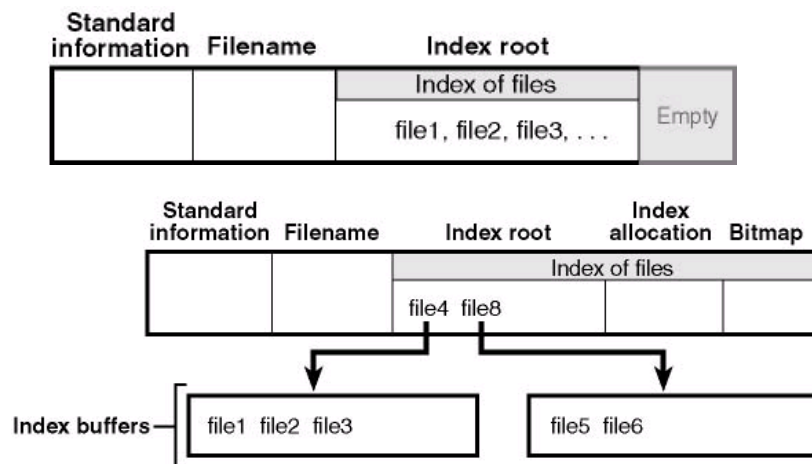 Standard information Filename Index root
Index of files
file1, file2, file3, . . .
Empty
Standard information Filename Index root Index allocation Bitmap
Index of files
file4 file8
Index buffers
file1 file2 file3
file5 file6